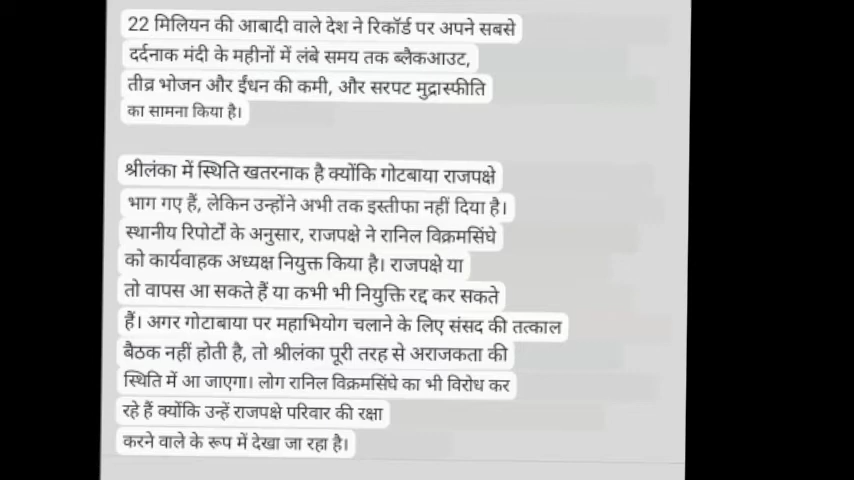 22 मिलियन की आबादी वाले देश ने रिकॉर्ड पर अपने सबसे
दर्दनाक मंदी के महीनों में लंबे समय तक ब्लैकआउट,
तीव्र भोजन और ईंधन की कमी, और सरपट मुद्रास्फीति
का सामना किया है।
श्रीलंका में स्थिति खतरनाक है क्योंकि गोटबाया राजपक्षे
भाग गए हैं, लेकिन उन्होंने अभी तक इस्तीफा नहीं दिया है।
स्थानीय रिपोर्टों के अनुसार, राजपक्षे ने रानिल विक्रमसिंघे
को कार्यवाहक अध्यक्ष नियुक्त किया है। राजपक्षे या
तो वापस आ सकते हैं या कभी भी नियुक्ति रद्द कर सकते
हैं। अगर गोटाबाया पर महाभियोग चलाने के लिए संसद की तत्काल
बैठक नहीं होती है, तो श्रीलंका पूरी तरह से अराजकता की
स्थिति में आ जाएगा। लोग रानिल विक्रमसिंघे का भी विरोध कर
रहे हैं क्योंकि उन्हें राजपक्षे परिवार की रक्षा
करने वाले के रूप में देखा जा रहा है।